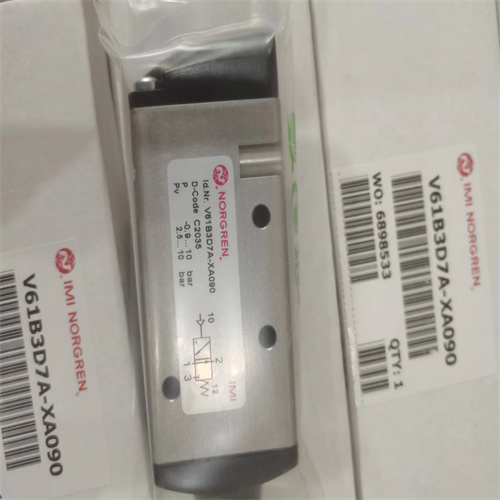 IMI NORGREN
V61B3D7A-XA090
NORGREN
Id.Nr. V61B3D7A-XA090
D-Code C2035
P -0,9... 10 bar
Pv 2,5... 10 bar
10
2
1
3
12
IMI
IMI NORGREN
V61B3D7A-XA090
WO: 6898533
QTY: 1